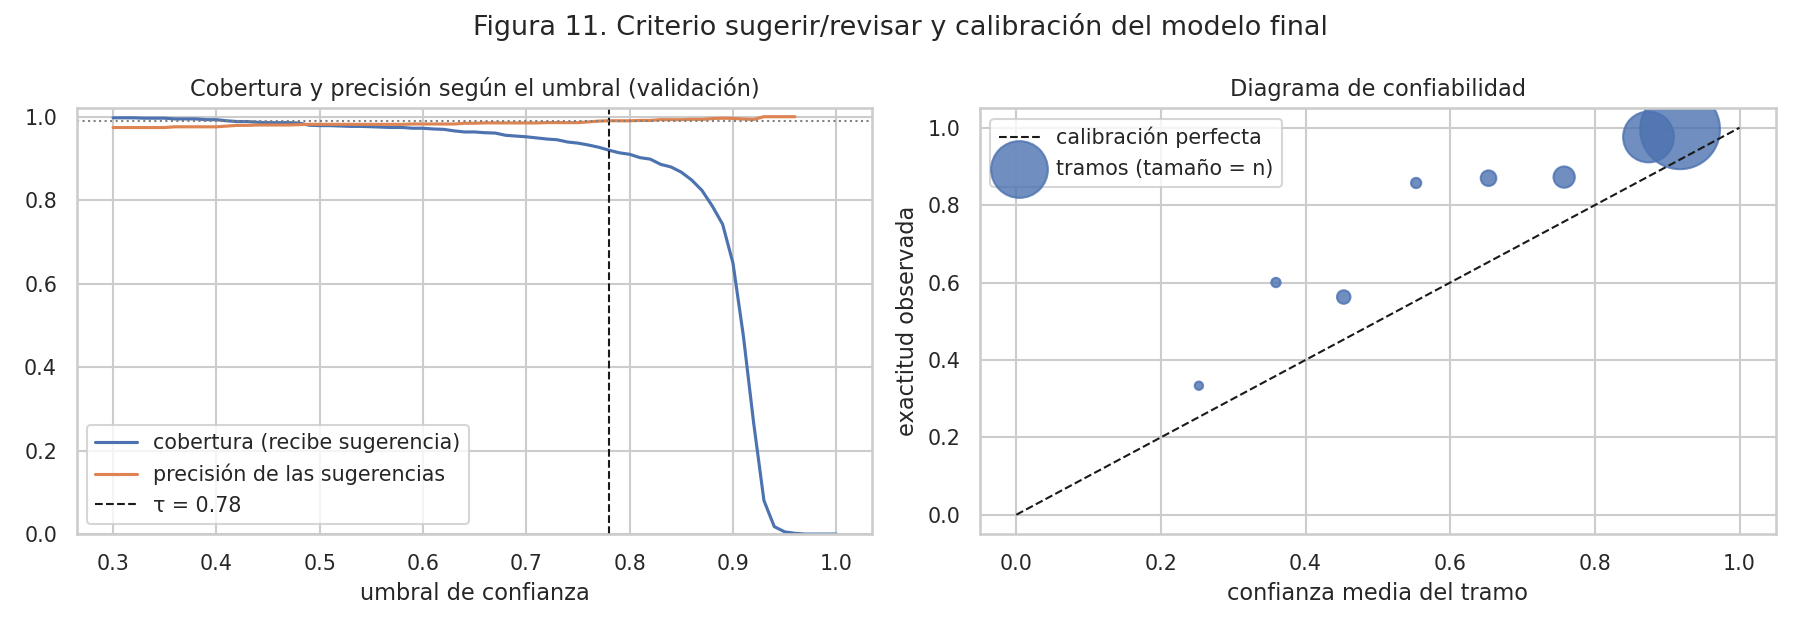 Figura 11. Criterio sugerir/revisar y calibración del modelo final
Cobertura y precisión según el umbral (validación)
1.0
0.8
0.6
0.4
0.2
0.0
cobertura (recibe sugerencia)
precisión de las sugerencias
τ = 0.78
0.3 0.4 0.5 0.6 0.7 0.8 0.9 1.0
umbral de confianza
Diagrama de confiabilidad
exactitud observada
1.0
0.8
0.6
0.4
0.2
0.0
calibración perfecta
tramos (tamaño = n)
0.0 0.2 0.4 0.6 0.8 1.0
confianza media del tramo